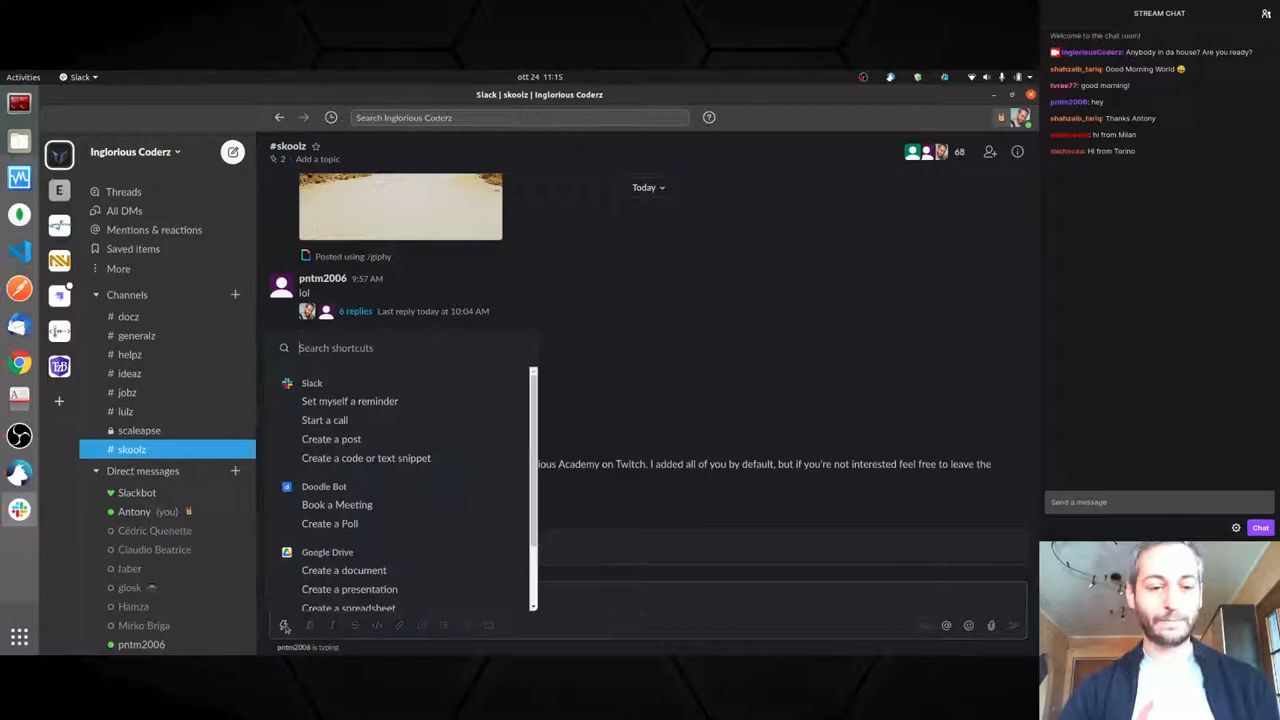 STREAM CHAT
Welcome to the chat room!
IngloriousCoderz: Anybody in da house? Are you ready?
shahzaib_tariq: Good Morning World 😄
tvrae77: good morning!
pntm2006: hey
shahzaib_tariq: Thanks Antony
: hi from Milan
: Hi from Torino
Send a message
Chat
Activities
Slack
ott 24 11:15
Slack | skoolz | Inglorious Coderz
Search Inglorious Coderz
Inglorious Coderz
E
Threads
All DMs
Mentions & reactions
Saved items
More
Channels
# docz
# generalz
# helpz
# ideaz
# jobz
# lulz
scaleapse
# skoolz
Direct messages
Slackbot
Antony (you)
Cédric Quenette
Claudio Beatrice
faber
glosk
Hamza
Mirko Briga
pntm2006
#skoolz
2 Add a topic
68
Today
Posted using /giphy
pntm2006 9:57 AM
lol
6 replies Last reply today at 10:04 AM
Search shortcuts
Slack
Set myself a reminder
Start a call
Create a post
Create a code or text snippet
Doodle Bot
Book a Meeting
Create a Poll
Google Drive
Create a document
Create a presentation
Create a spreadsheet
ious Academy on Twitch. I added all of you by default, but if you're not interested feel free to leave the
pntm2006 is typing